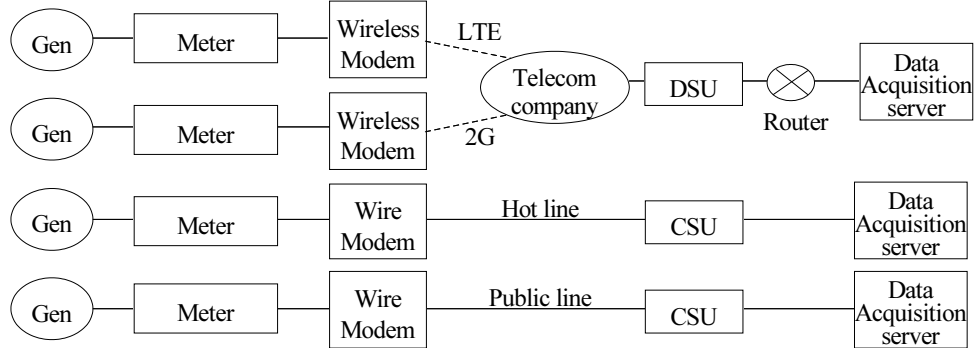 Gen
Meter
Wireless
Modem
LTE
Telecom
company
DSU
Router
Data
Acquisition
server
Gen
Meter
Wireless
Modem
2G
Gen
Meter
Wire
Modem
Hot line
CSU
Data
Acquisition
server
Gen
Meter
Wire
Modem
Public line
CSU
Data
Acquisition
server